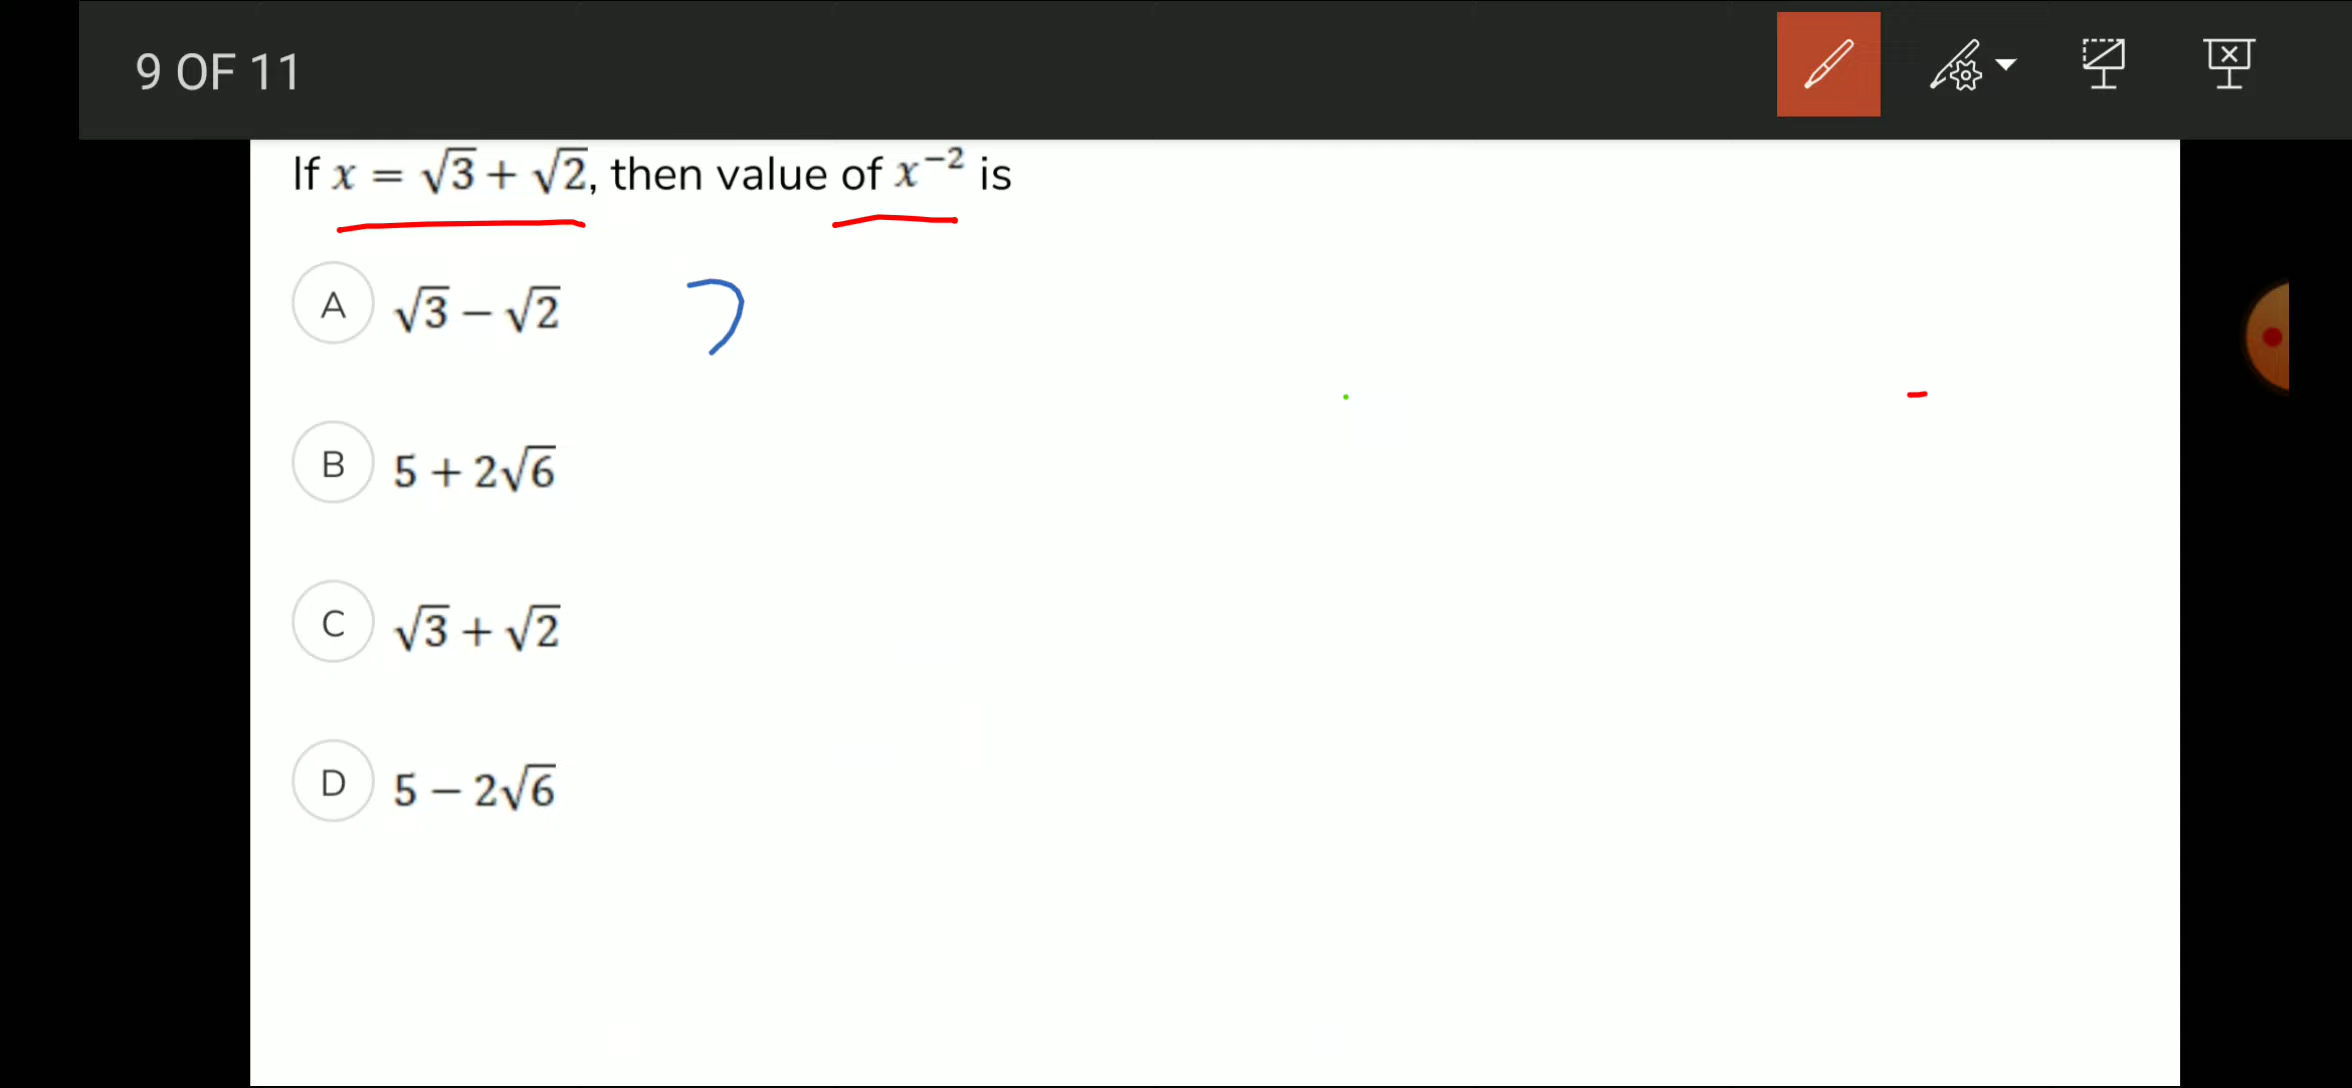 9 OF 11
If x = √3 + √2, then value of x⁻² is
A √3 − √2
B 5 + 2√6
C √3 + √2
D 5 − 2√6